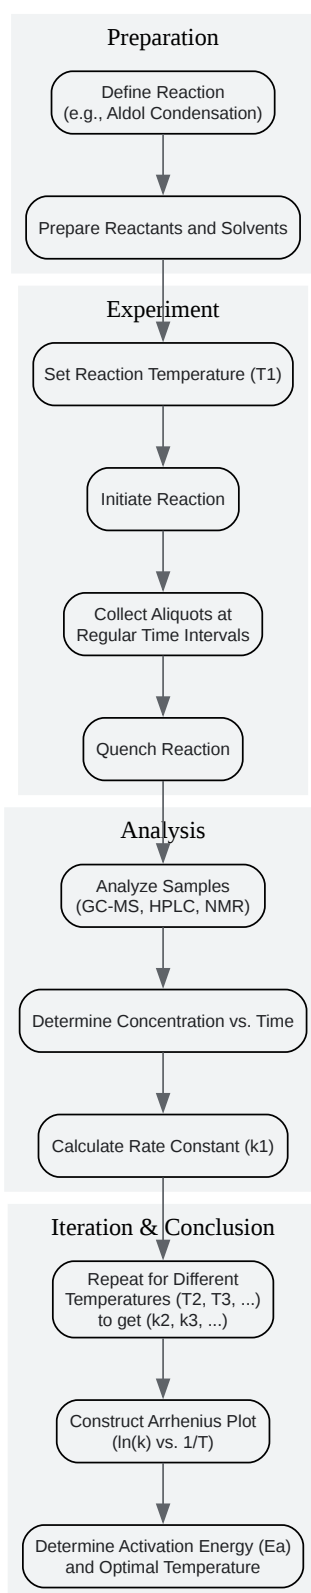 Preparation
Define Reaction
(e.g., Aldol Condensation)
Prepare Reactants and Solvents
Experiment
Set Reaction Temperature (T1)
Initiate Reaction
Collect Aliquots at
Regular Time Intervals
Quench Reaction
Analysis
Analyze Samples
(GC-MS, HPLC, NMR)
Determine Concentration vs. Time
Calculate Rate Constant (k1)
Iteration & Conclusion
Repeat for Different
Temperatures (T2, T3, ...)
to get (k2, k3, ...)
Construct Arrhenius Plot
(ln(k) vs. 1/T)
Determine Activation Energy (Ea)
and Optimal Temperature